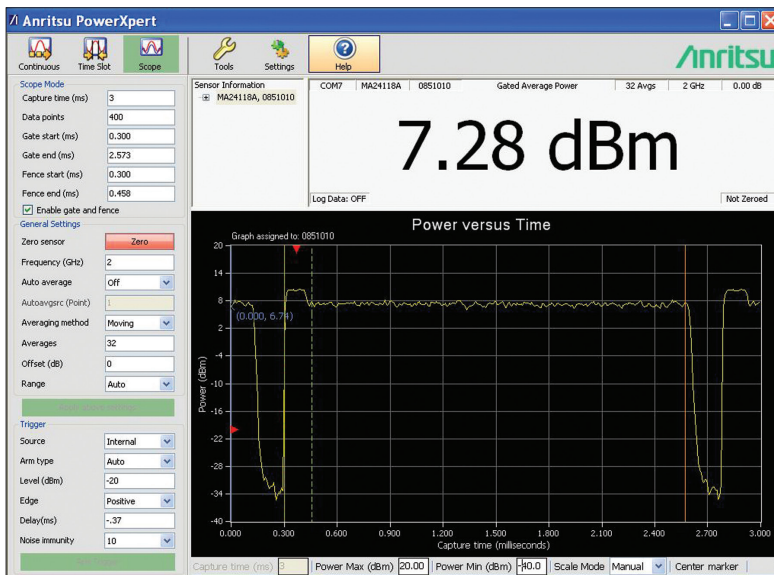 Anritsu PowerXpert
Continuous
Time Slot
Scope
Tools
Settings
Help
Anritsu
Scope Mode
Capture time (ms) 3
Data points 400
Gate start (ms) 0.300
Gate end (ms) 2.573
Fence start (ms) 0.300
Fence end (ms) 0.458
Enable gate and fence
General Settings
Zero sensor Zero
Frequency (GHz) 2
Auto average Off
Autoavgsrc (Point) 1
Averaging method Moving
Averages 32
Offset (dB) 0
Range Auto
Trigger
Source Internal
Arm type Auto
Level (dBm) -20
Edge Positive
Delay(ms) -.37
Noise immunity 10
Sensor Information
MA24118A, 0851010
COM7 MA24118A 0851010 Gated Average Power 32 Avgs 2 GHz 0.00 dB
7.28 dBm
Log Data: OFF Not Zeroed
Power versus Time
Graph assigned to: 0851010
20
14
8
2
-4
-10
-16
-22
-28
-34
-40
(0.000, 6.74)
Power (dBm)
0.000 0.300 0.600 0.900 1.200 1.500 1.800 2.100 2.400 2.700 3.000
Capture time (milliseconds)
Capture time (ms) 3 Power Max (dBm) 20.00 Power Min (dBm) -40.0 Scale Mode Manual Center marker